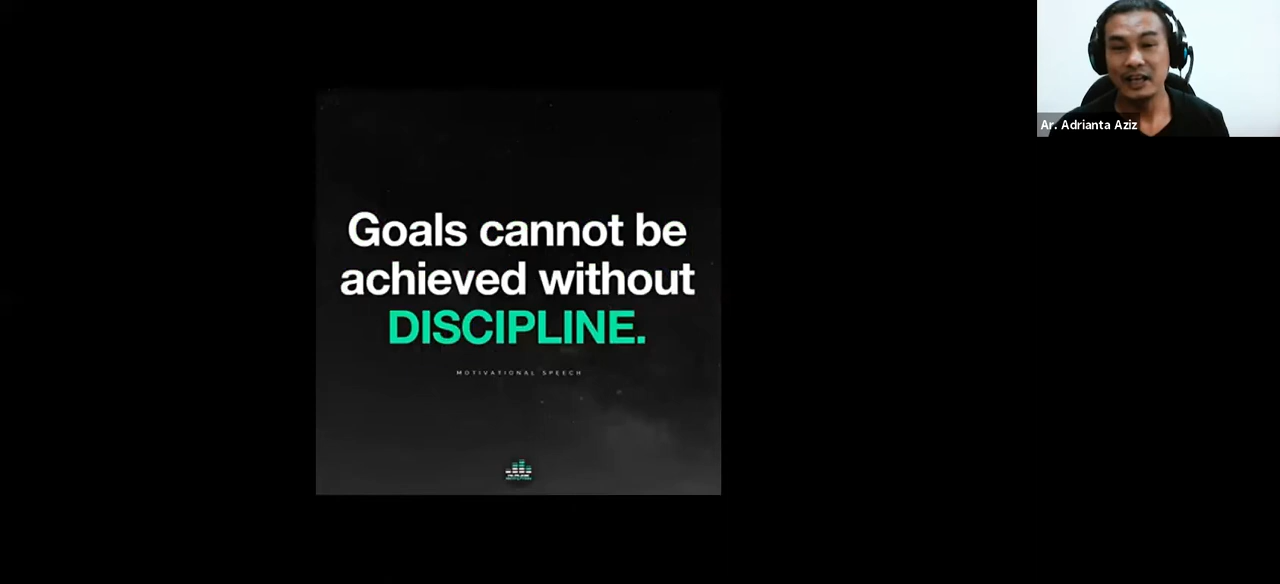 Ar. Adrianta Aziz
Goals cannot be
achieved without
DISCIPLINE.
MOTIVATIONAL SPEECH